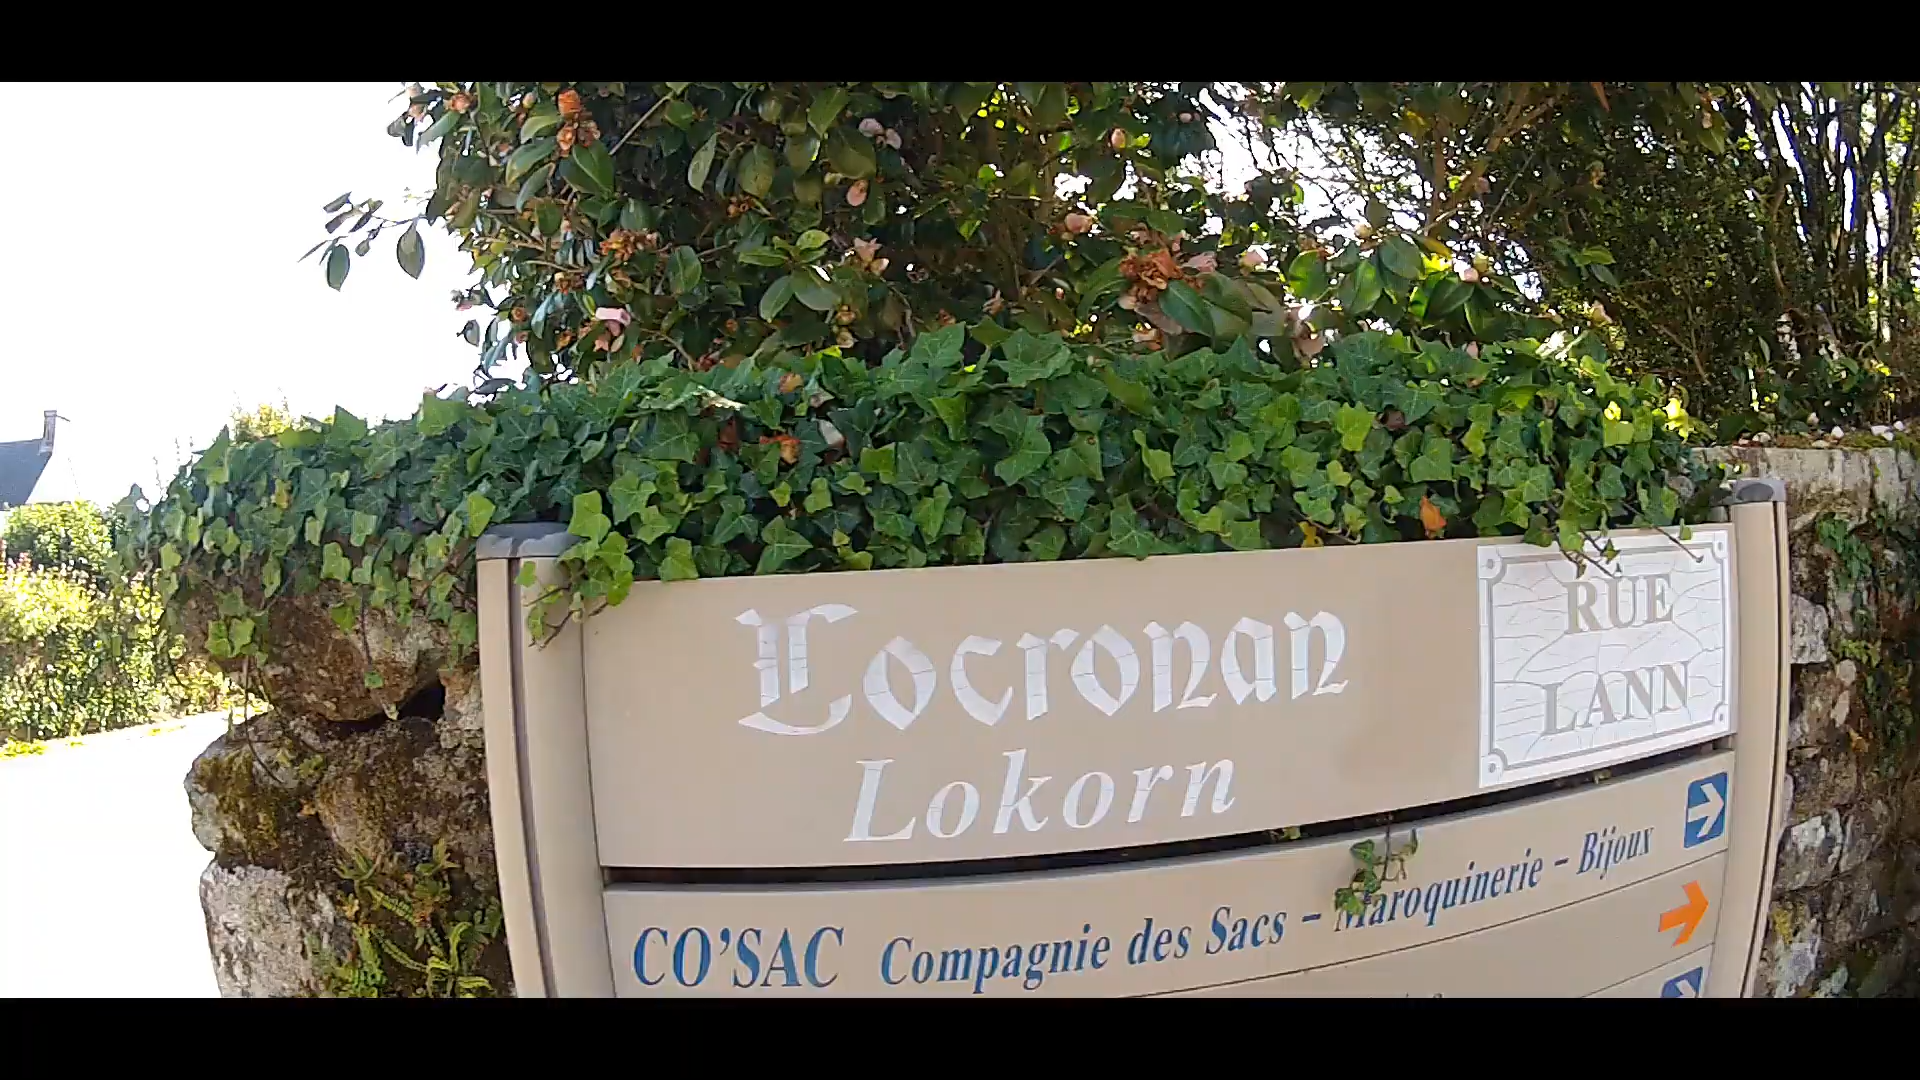 Locronan
Lokorn
RUE
LANN
CO'SAC Compagnie des Sacs – Maroquinerie – Bijoux